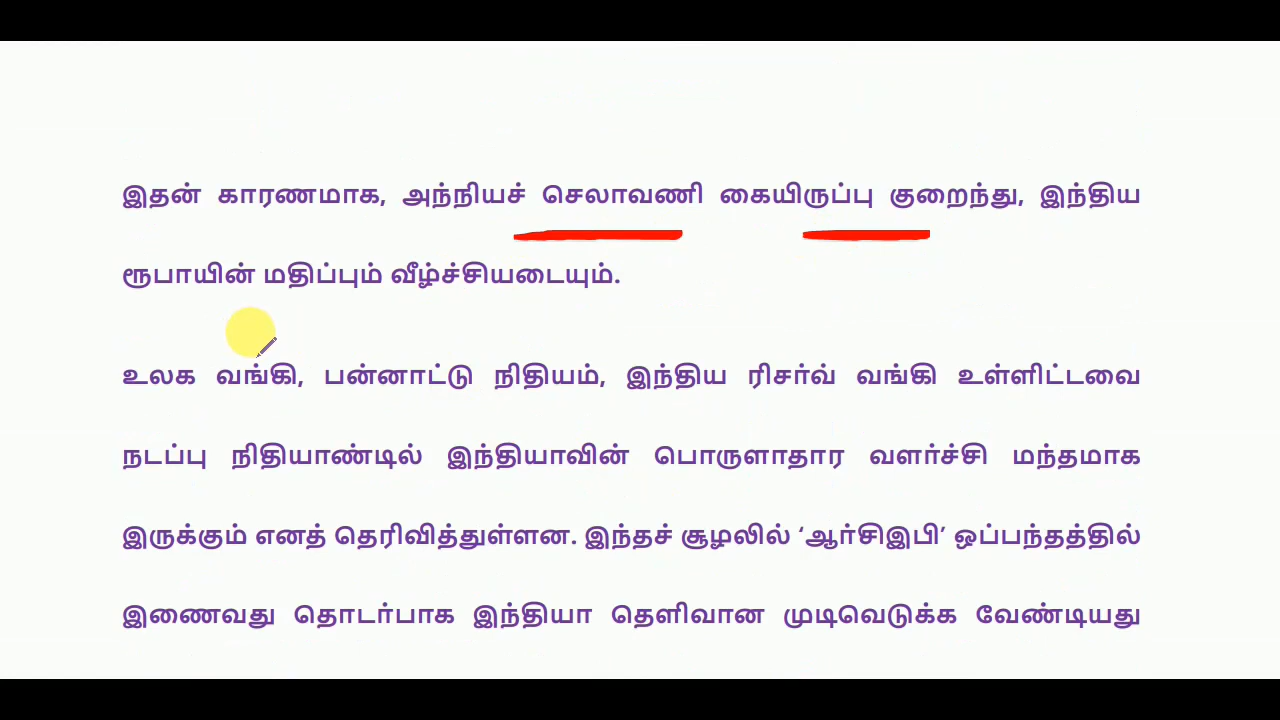 இதன் காரணமாக, அந்நியச் செலாவணி கையிருப்பு குறைந்து, இந்திய
ரூபாயின் மதிப்பும் வீழ்ச்சியடையும்.
உலக வங்கி, பன்னாட்டு நிதியம், இந்திய ரிசர்வ் வங்கி உள்ளிட்டவை
நடப்பு நிதியாண்டில் இந்தியாவின் பொருளாதார வளர்ச்சி மந்தமாக
இருக்கும் எனத் தெரிவித்துள்ளன. இந்தச் சூழலில் ‘ஆர்சிஇபி’ ஒப்பந்தத்தில்
இணைவது தொடர்பாக இந்தியா தெளிவான முடிவெடுக்க வேண்டியது